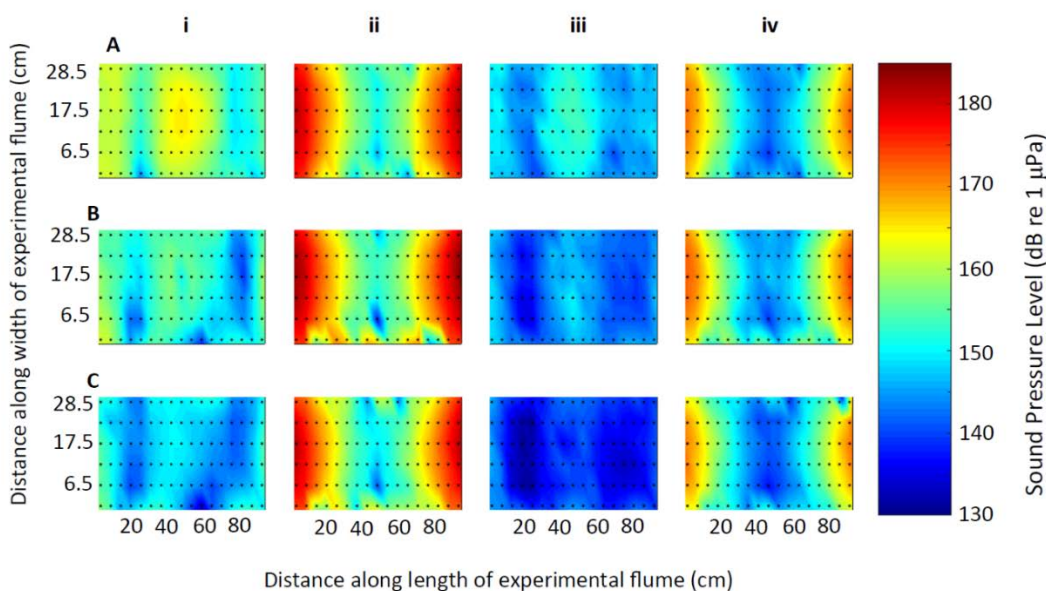 i ii iii iv
A
28.5
17.5
6.5
B
28.5
17.5
6.5
C
28.5
17.5
6.5
20 40 60 80 20 40 60 80 20 40 60 80 20 40 60 80
Distance along length of experimental flume (cm)
Distance along width of experimental flume (cm)
180
170
160
150
140
130
Sound Pressure Level (dB re 1 µPa)